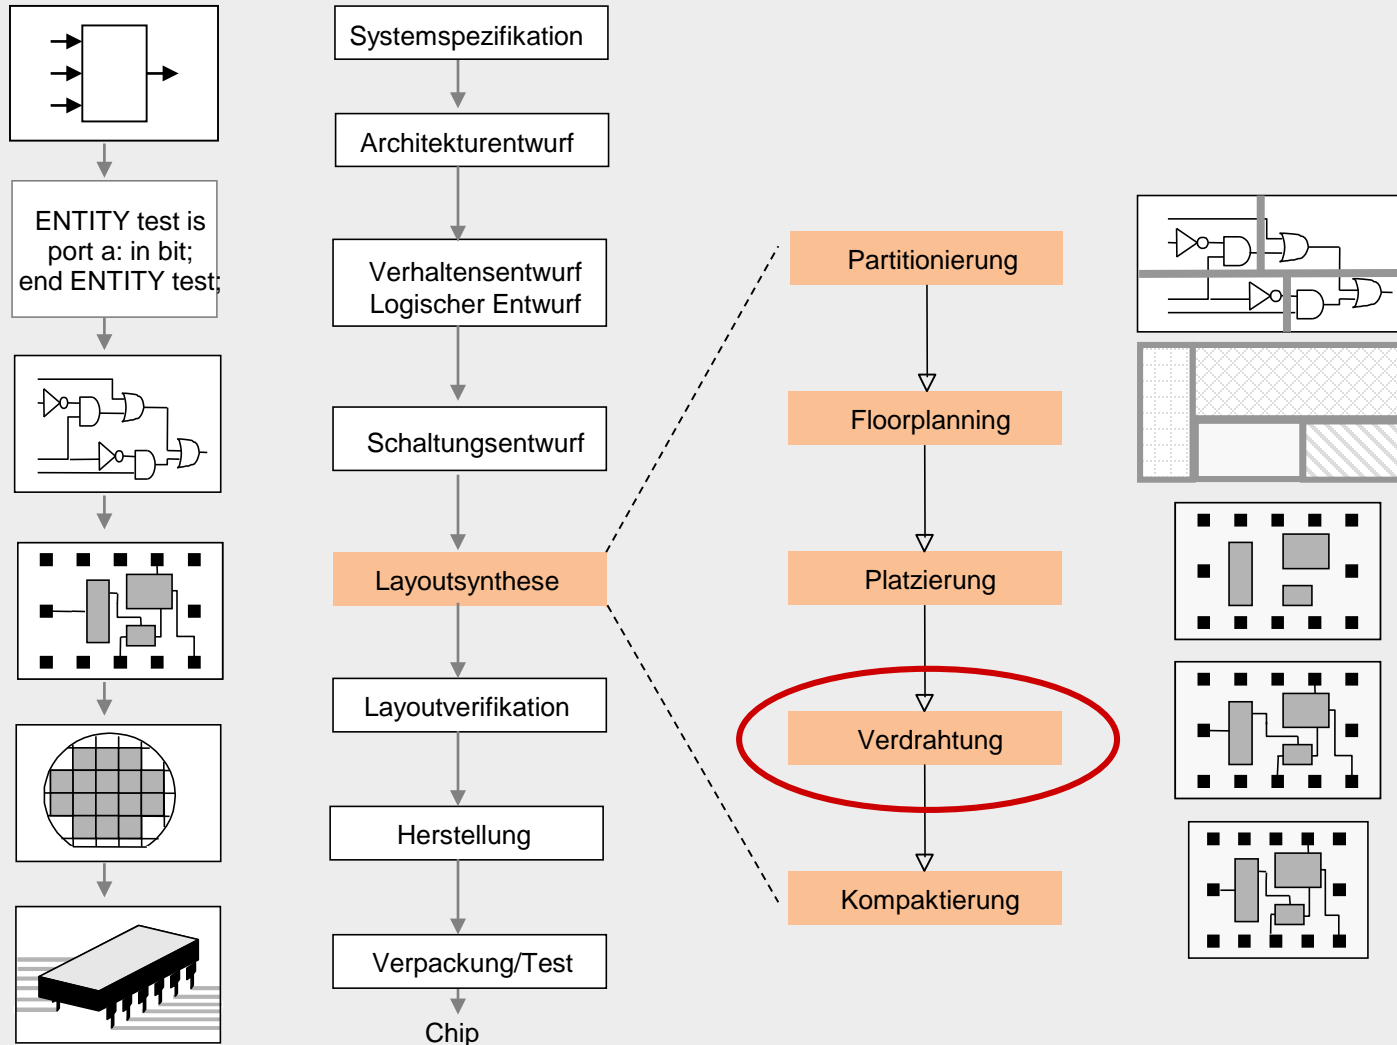 Systemspezifikation
Architekturentwurf
ENTITY test is
port a: in bit;
end ENTITY test;
Verhaltensentwurf
Logischer Entwurf
Schaltungsentwurf
Layoutsynthese
Layoutverifikation
Herstellung
Verpackung/Test
Chip
Partitionierung
Floorplanning
Platzierung
Verdrahtung
Kompaktierung